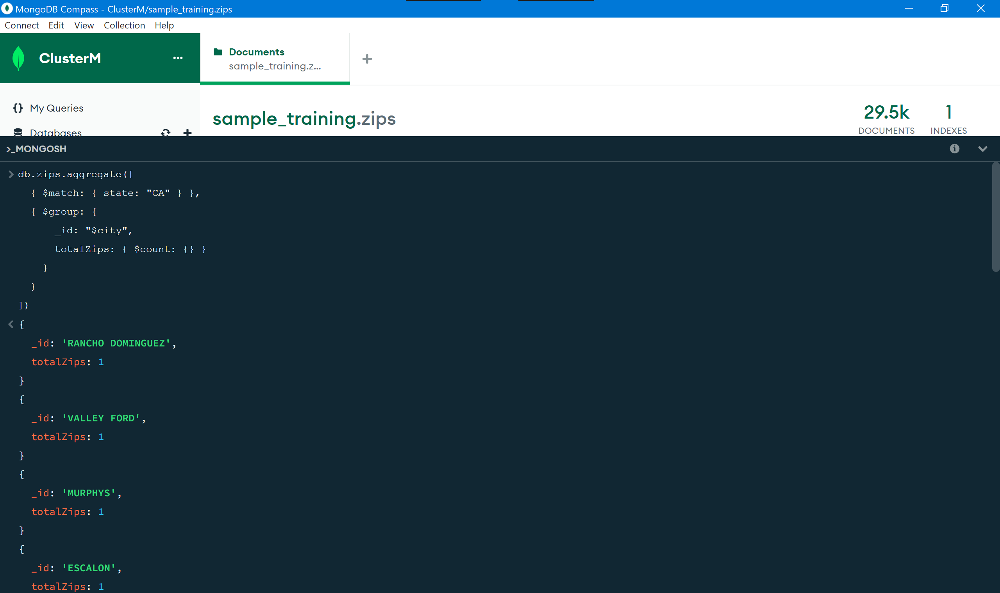 MongoDB Compass - ClusterM/sample_training.zips
Connect Edit View Collection Help
ClusterM ...
Documents
sample_training.z...
My Queries
Databases
sample_training.zips
29.5k
DOCUMENTS
1
INDEXES
>_MONGOSH
db.zips.aggregate([
{ $match: { state: "CA" } },
{ $group: {
_id: "$city",
totalZips: { $count: {} }
}
}
])
{
_id: 'RANCHO DOMINGUEZ',
totalZips: 1
}
{
_id: 'VALLEY FORD',
totalZips: 1
}
{
_id: 'MURPHYS',
totalZips: 1
}
{
_id: 'ESCALON',
totalZips: 1